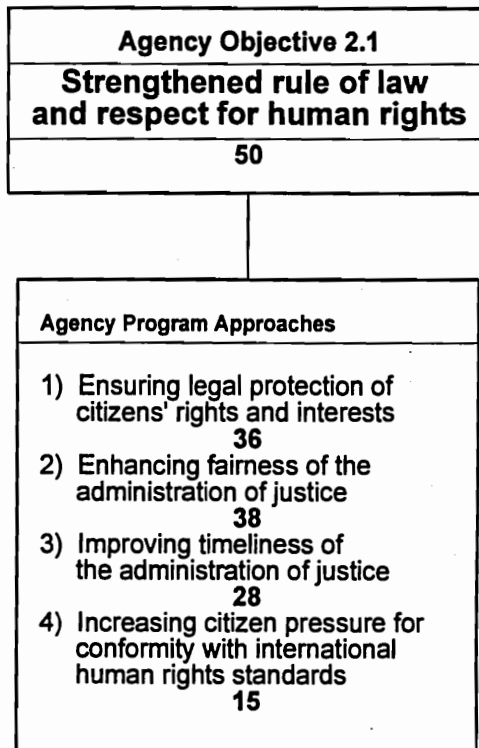 Agency Objective 2.1
Strengthened rule of law
and respect for human rights
50
Agency Program Approaches
1) Ensuring legal protection of
citizens' rights and interests
36
2) Enhancing fairness of the
administration of justice
38
3) Improving timeliness of
the administration of justice
28
4) Increasing citizen pressure for
conformity with international
human rights standards
15